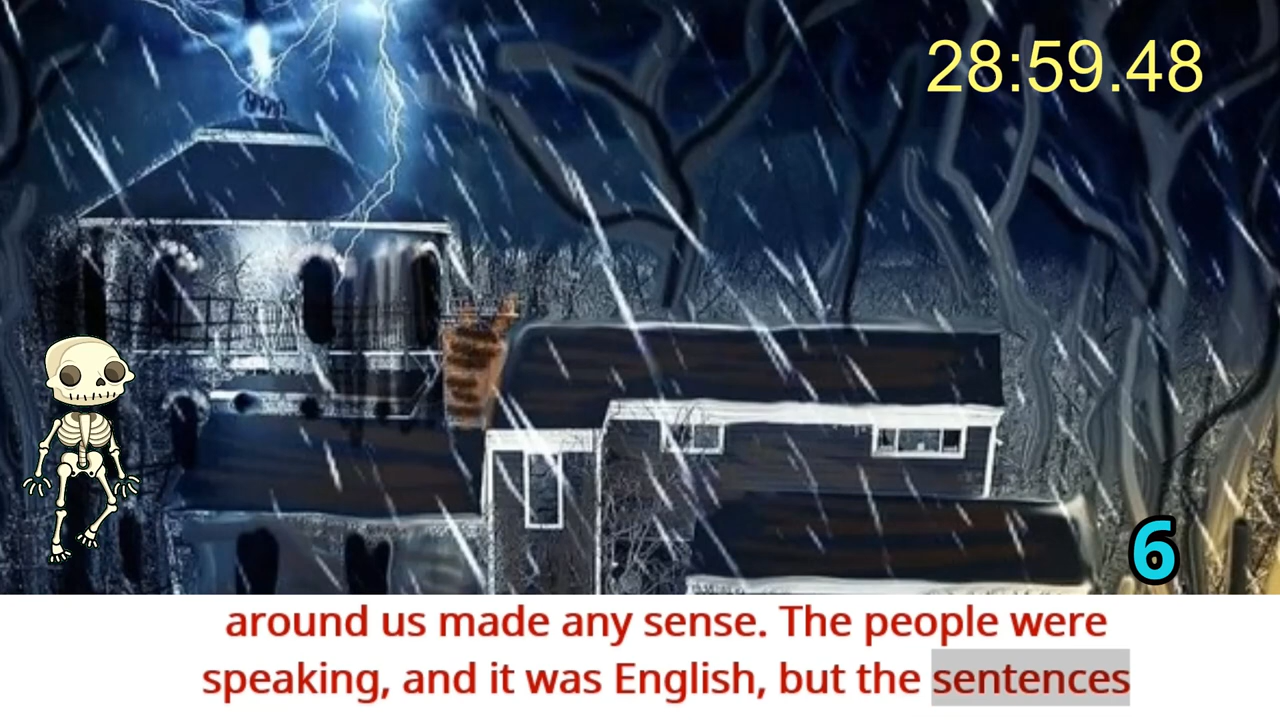 28:59.48
6
around us made any sense. The people were
speaking, and it was English, but the sentences